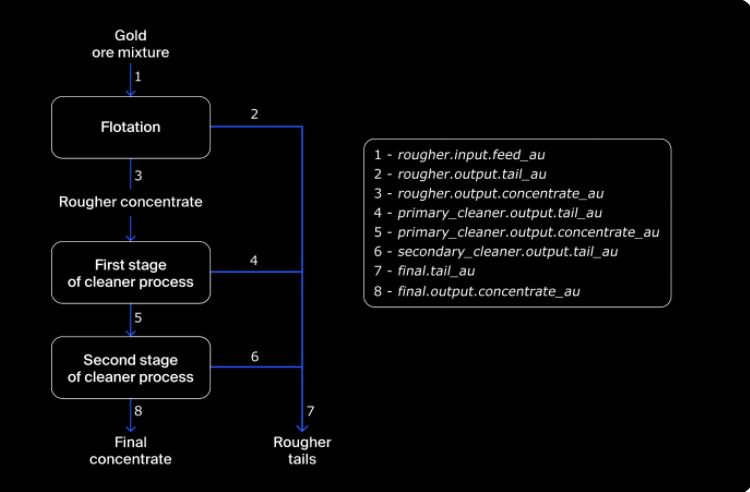 Gold
ore mixture
1
Flotation
2
3
Rougher concentrate
First stage
of cleaner process
4
5
Second stage
of cleaner process
6
8
7
Final
concentrate
Rougher
tails
1 - rougher.input.feed_au
2 - rougher.output.tail_au
3 - rougher.output.concentrate_au
4 - primary_cleaner.output.tail_au
5 - primary_cleaner.output.concentrate_au
6 - secondary_cleaner.output.tail_au
7 - final.tail_au
8 - final.output.concentrate_au